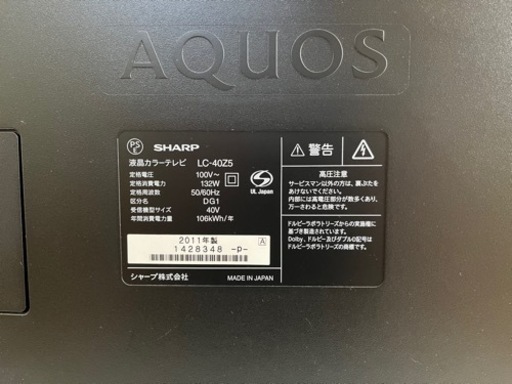 AQUOS
PS
E
SHARP
液晶カラーテレビ LC-40Z5
定格電圧 100V～
定格消費電力 132W
定格周波数 50/60Hz
区分名 DG1
受信機型サイズ 40V
年間消費電力量 106kWh/年
UL Japan
2011年製 A
1428348 -P-
シャープ株式会社 MADE IN JAPAN
警告
高圧注意
サービスマン以外の方は、裏ぶたを
あけないでください。
内部には高電圧部分が数多くあり、
万一さわると危険です。
ドルビーラボラトリーズからの実施権に
基づき製造されています。
Dolby、ドルビー及びダブルD記号は
ドルビーラボラトリーズの商標です。